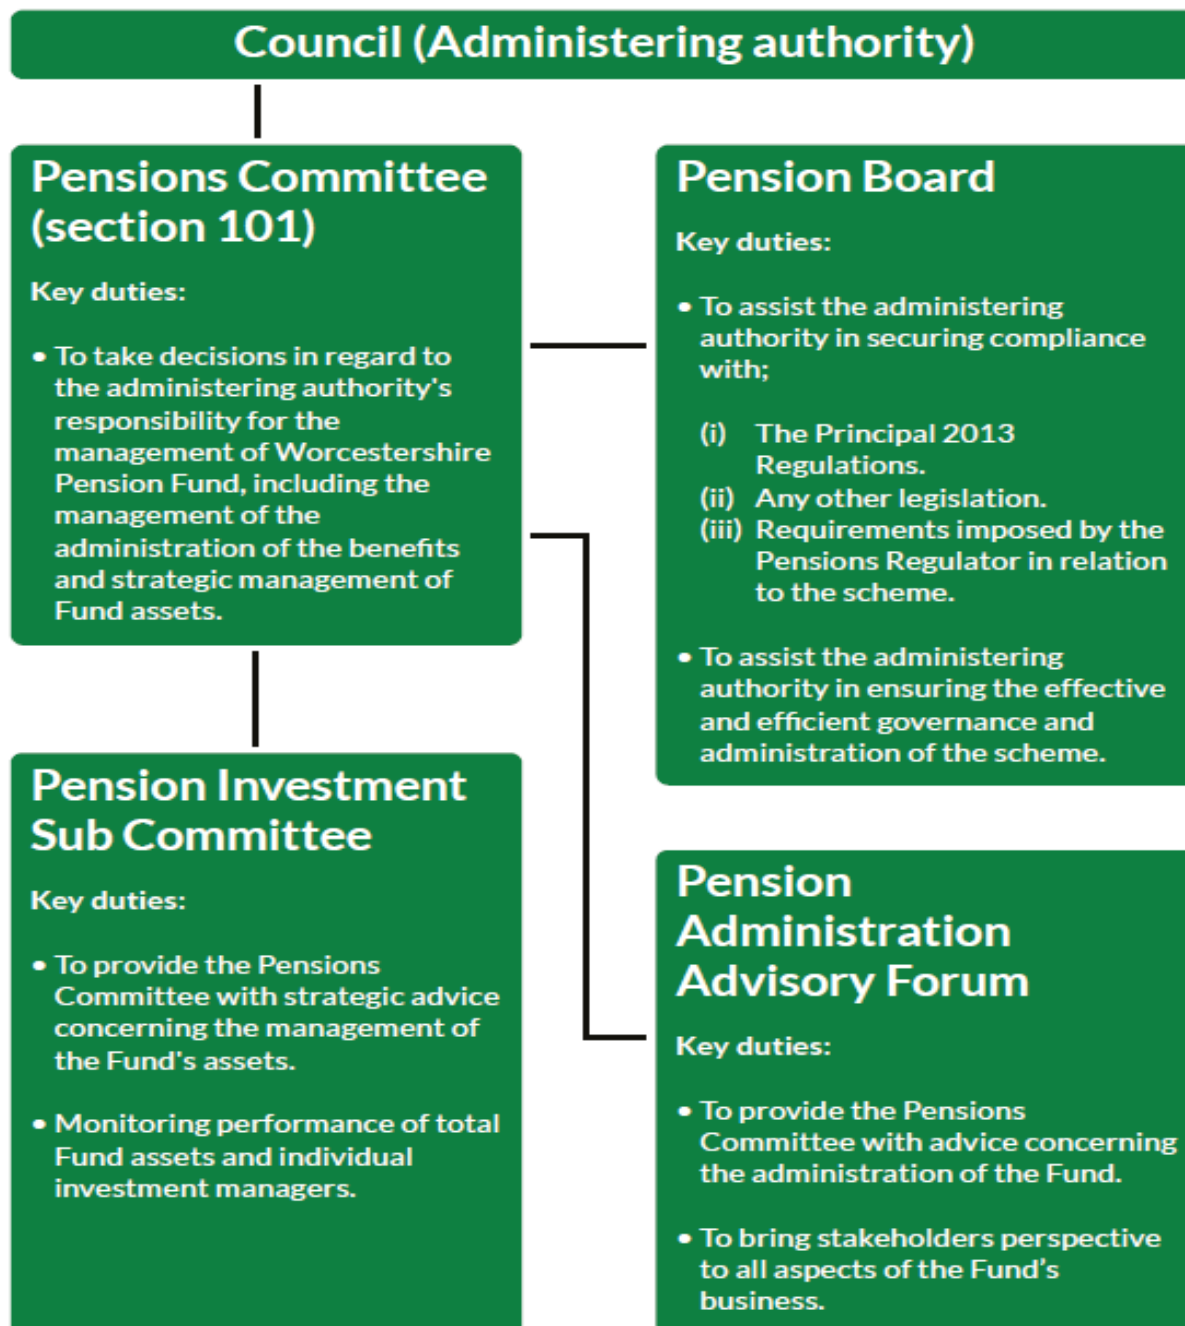 Council (Administering authority)
Pensions Committee
(section 101)
Key duties:
• To take decisions in regard to
the administering authority's
responsibility for the
management of Worcestershire
Pension Fund, including the
management of the
administration of the benefits
and strategic management of
Fund assets.
Pension Board
Key duties:
• To assist the administering
authority in securing compliance
with;
(i) The Principal 2013
Regulations.
(ii) Any other legislation.
(iii) Requirements imposed by the
Pensions Regulator in relation
to the scheme.
• To assist the administering
authority in ensuring the effective
and efficient governance and
administration of the scheme.
Pension Investment
Sub Committee
Key duties:
• To provide the Pensions
Committee with strategic advice
concerning the management of
the Fund's assets.
• Monitoring performance of total
Fund assets and individual
investment managers.
Pension
Administration
Advisory Forum
Key duties:
• To provide the Pensions
Committee with advice concerning
the administration of the Fund.
• To bring stakeholders perspective
to all aspects of the Fund’s
business.